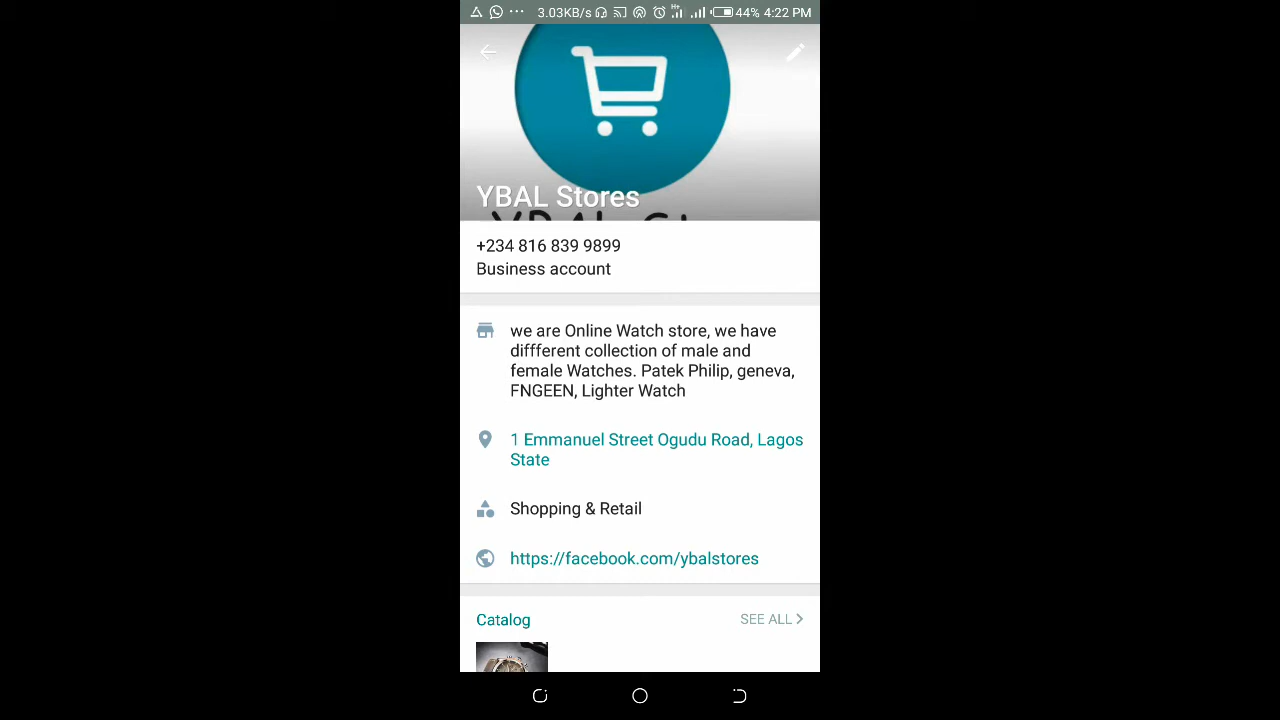 3.03KB/s H+ 44% 4:22 PM
YBAL Stores
+234 816 839 9899
Business account
we are Online Watch store, we have
diffferent collection of male and
female Watches. Patek Philip, geneva,
FNGEEN, Lighter Watch
1 Emmanuel Street Ogudu Road, Lagos
State
Shopping & Retail
https://facebook.com/ybalstores
Catalog SEE ALL